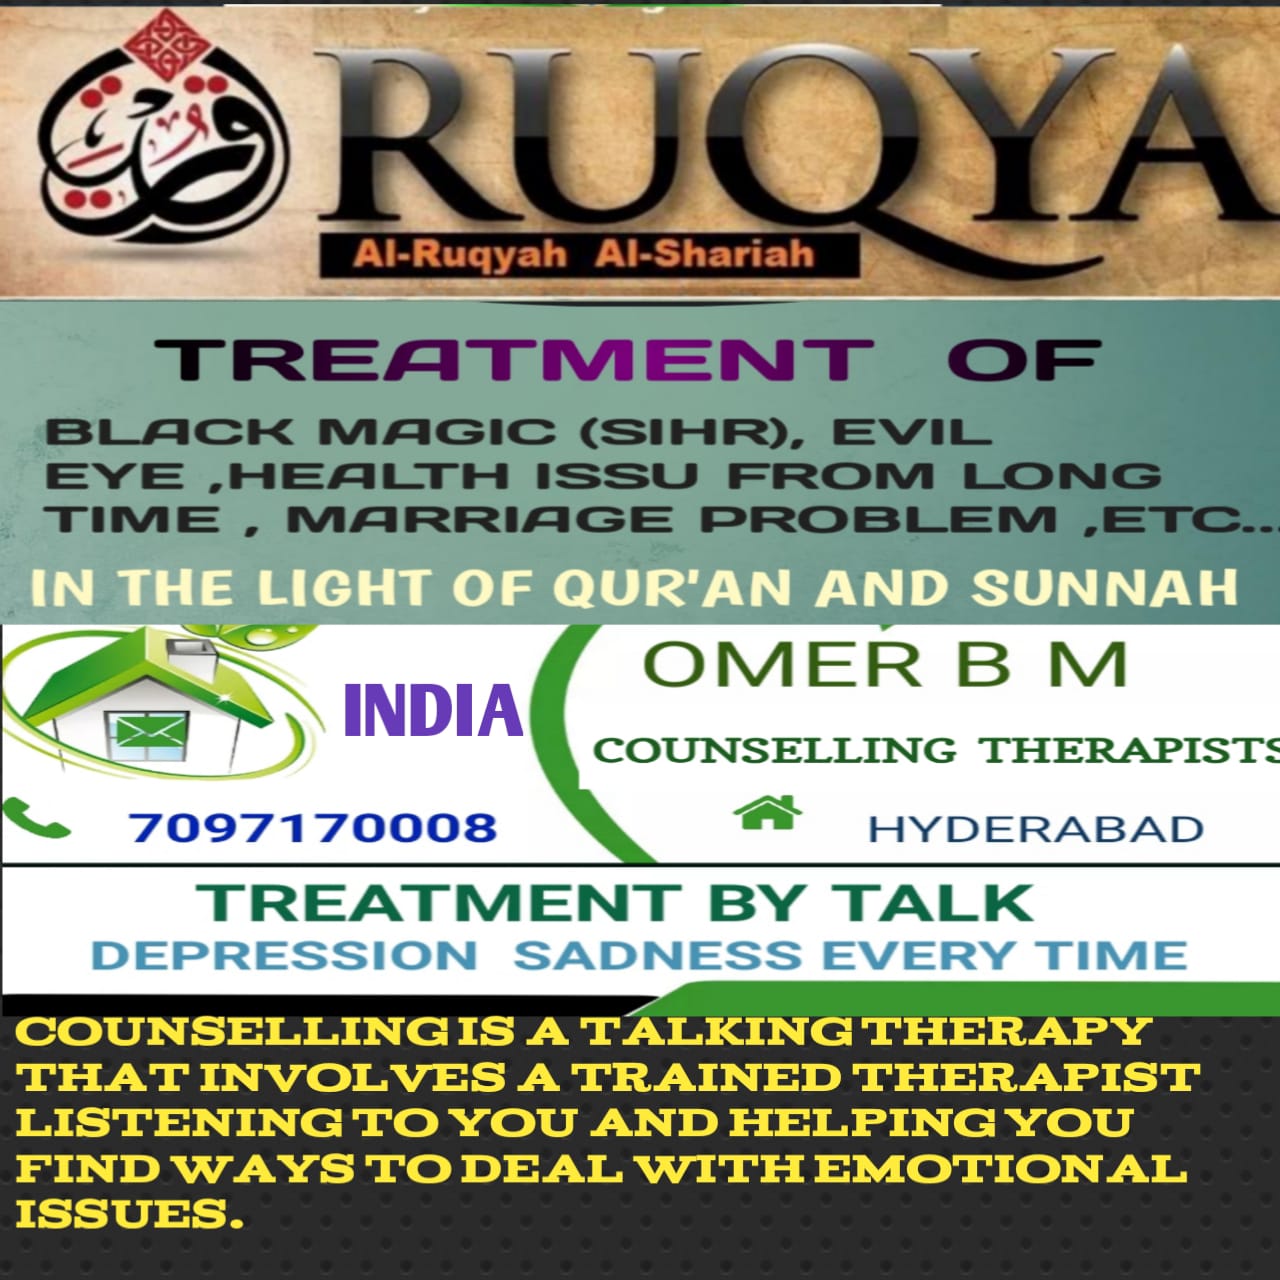 RUQYA
Al-Ruqyah Al-Shariah
TREATMENT OF
BLACK MAGIC (SIHR), EVIL
EYE ,HEALTH ISSU FROM LONG
TIME , MARRIAGE PROBLEM ,ETC...
IN THE LIGHT OF QUR'AN AND SUNNAH
INDIA
7097170008
OMER B M
COUNSELLING THERAPISTS
HYDERABAD
TREATMENT BY TALK
DEPRESSION SADNESS EVERY TIME
COUNSELLING IS A TALKING THERAPY
THAT INVOLVES A TRAINED THERAPIST
LISTENING TO YOU AND HELPING YOU
FIND WAYS TO DEAL WITH EMOTIONAL
ISSUES.